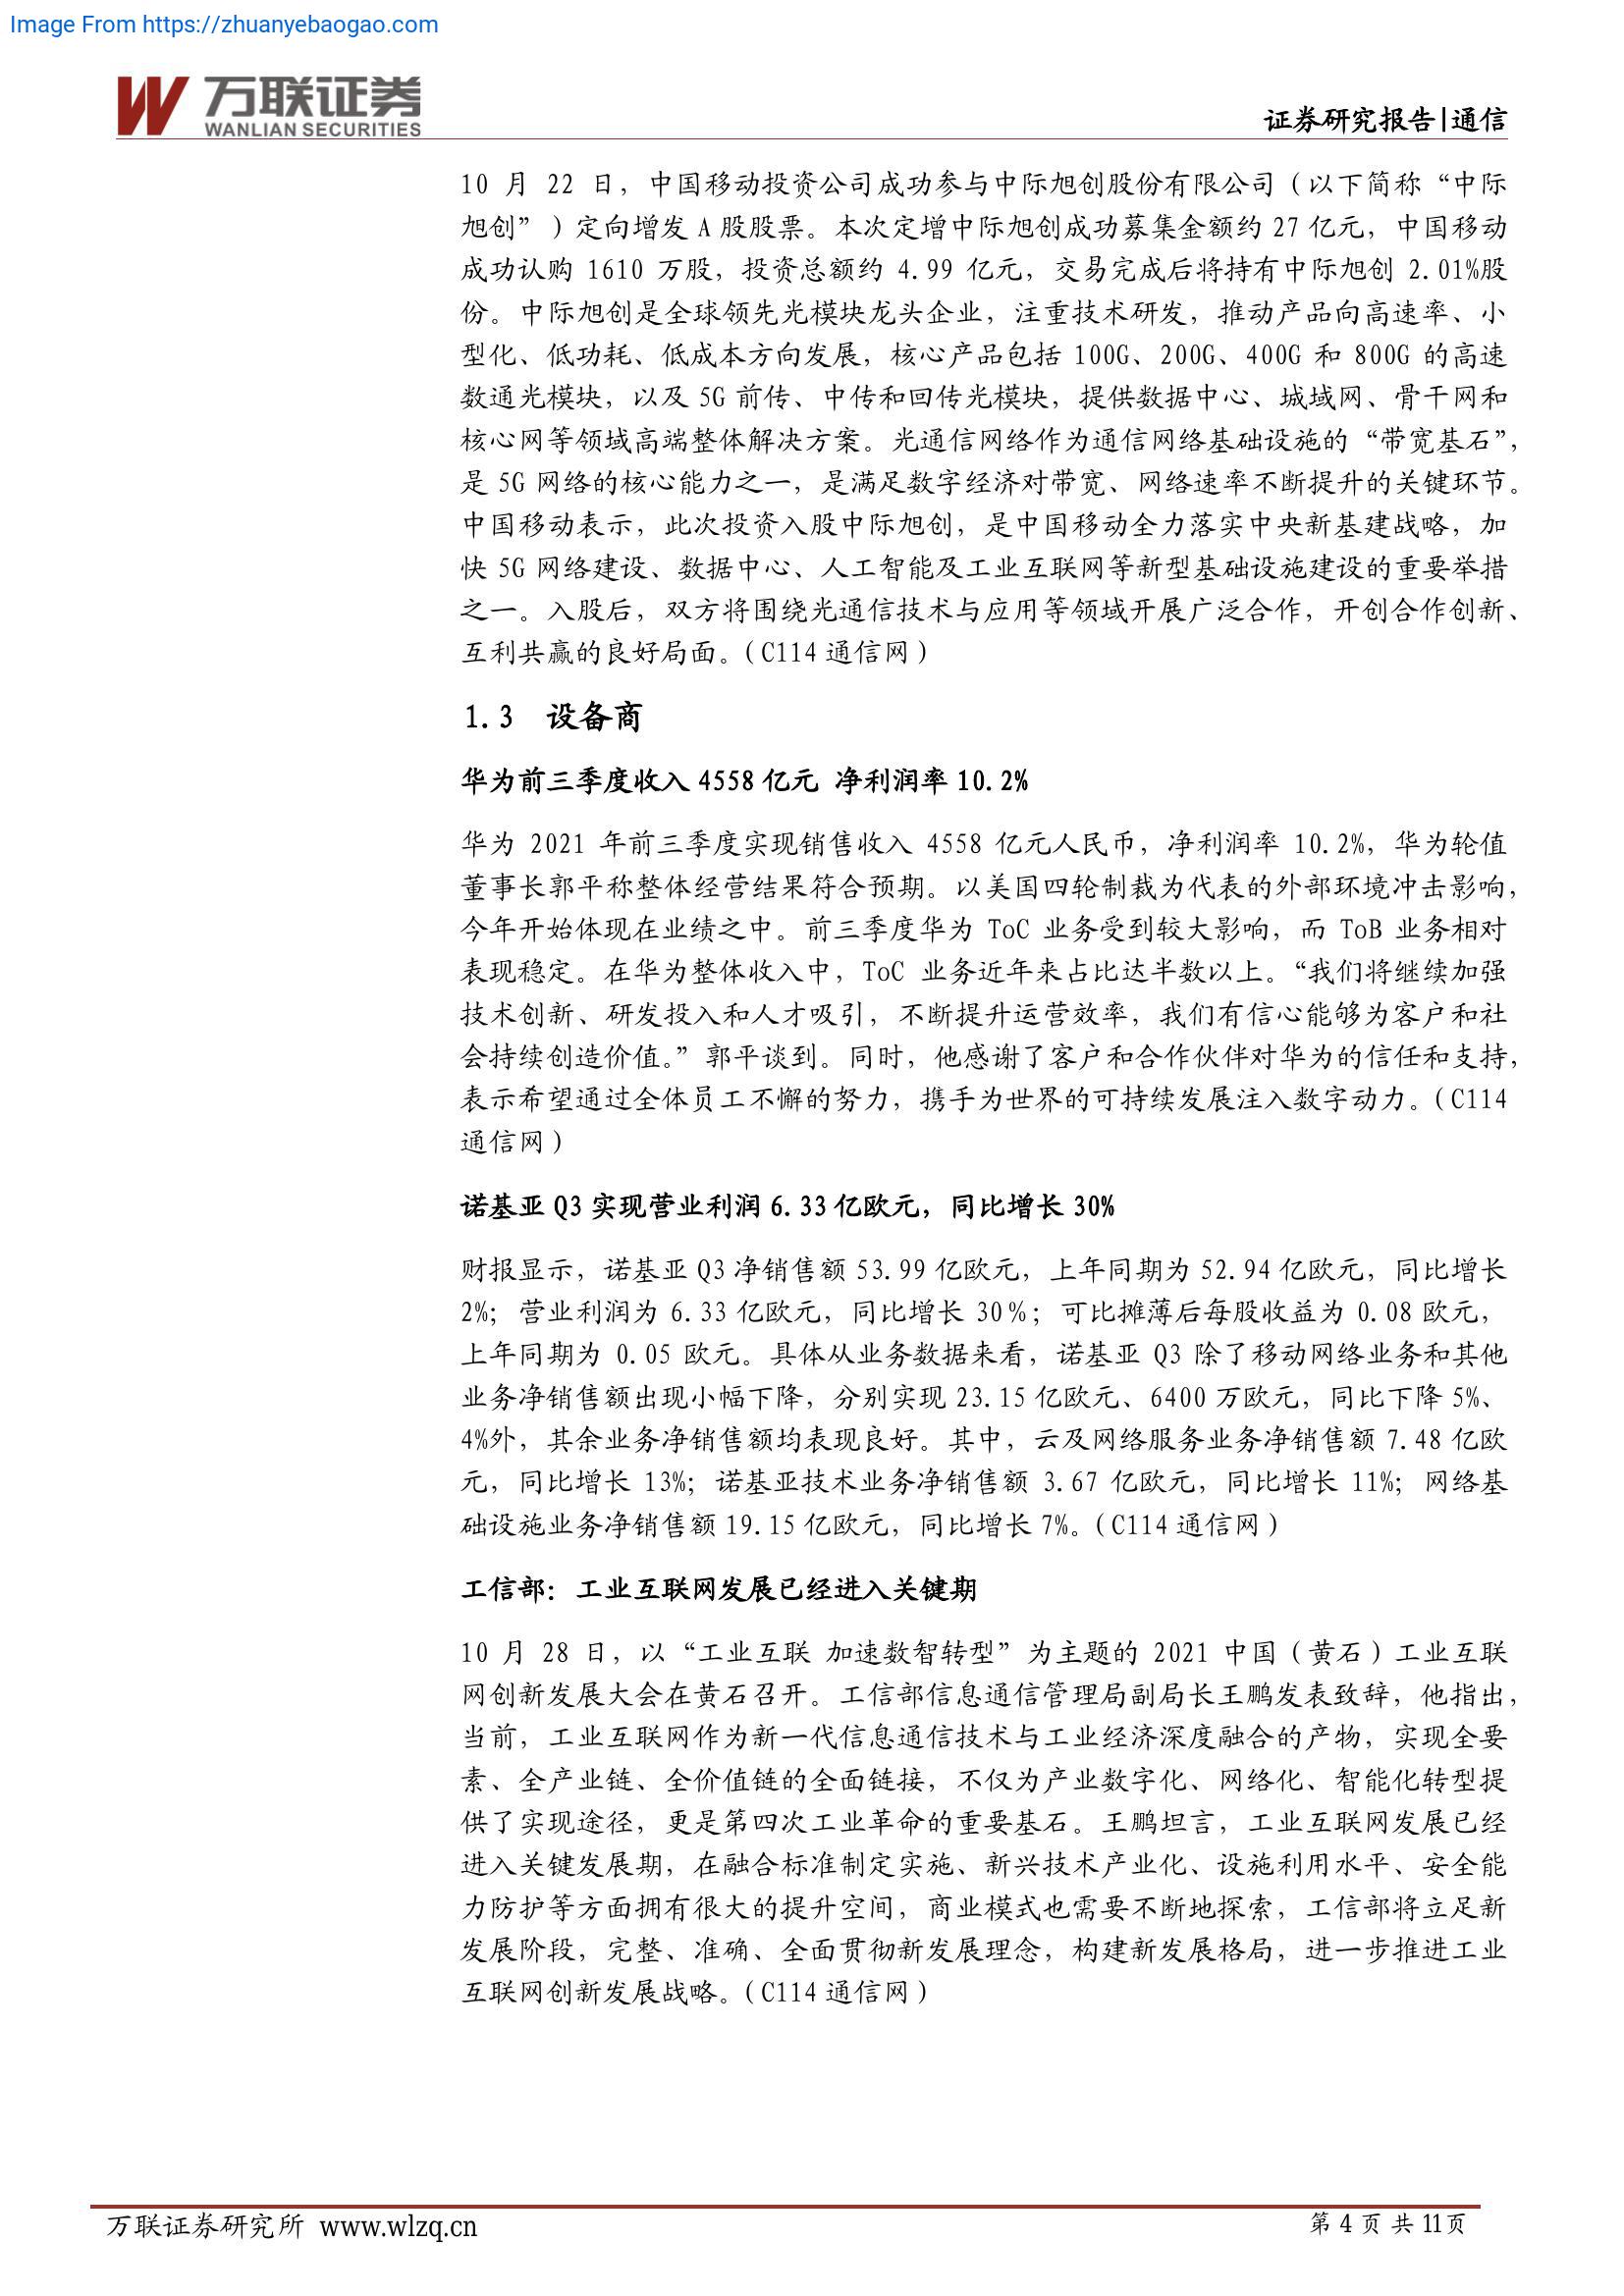 Image From https://zhuanyebaogao.com
万联证券
WANLIAN SECURITIES
证券研究报告|通信
10 月 22 日，中国移动投资公司成功参与中际旭创股份有限公司（以下简称“中际
旭创”）定向增发 A 股股票。本次定增中际旭创成功募集金额约 27 亿元，中国移动
成功认购 1610 万股，投资总额约 4.99 亿元，交易完成后将持有中际旭创 2.01%股
份。中际旭创是全球领先光模块龙头企业，注重技术研发，推动产品向高速率、小
型化、低功耗、低成本方向发展，核心产品包括 100G、200G、400G 和 800G 的高速
数通光模块，以及 5G 前传、中传和回传光模块，提供数据中心、城域网、骨干网和
核心网等领域高端整体解决方案。光通信网络作为通信网络基础设施的“带宽基石”，
是 5G 网络的核心能力之一，是满足数字经济对带宽、网络速率不断提升的关键环节。
中国移动表示，此次投资入股中际旭创，是中国移动全力落实中央新基建战略，加
快 5G 网络建设、数据中心、人工智能及工业互联网等新型基础设施建设的重要举措
之一。入股后，双方将围绕光通信技术与应用等领域开展广泛合作，开创合作创新、
互利共赢的良好局面。（C114 通信网）
1.3 设备商
华为前三季度收入 4558 亿元 净利润率 10.2%
华为 2021 年前三季度实现销售收入 4558 亿元人民币，净利润率 10.2%，华为轮值
董事长郭平称整体经营结果符合预期。以美国四轮制裁为代表的外部环境冲击影响，
今年开始体现在业绩之中。前三季度华为 ToC 业务受到较大影响，而 ToB 业务相对
表现稳定。在华为整体收入中，ToC 业务近年来占比达半数以上。“我们将继续加强
技术创新、研发投入和人才吸引，不断提升运营效率，我们有信心能够为客户和社
会持续创造价值。”郭平谈到。同时，他感谢了客户和合作伙伴对华为的信任和支持，
表示希望通过全体员工不懈的努力，携手为世界的可持续发展注入数字动力。（C114
通信网）
诺基亚 Q3 实现营业利润 6.33 亿欧元，同比增长 30%
财报显示，诺基亚 Q3 净销售额 53.99 亿欧元，上年同期为 52.94 亿欧元，同比增长
2%；营业利润为 6.33 亿欧元，同比增长 30％；可比摊薄后每股收益为 0.08 欧元，
上年同期为 0.05 欧元。具体从业务数据来看，诺基亚 Q3 除了移动网络业务和其他
业务净销售额出现小幅下降，分别实现 23.15 亿欧元、6400 万欧元，同比下降 5%、
4%外，其余业务净销售额均表现良好。其中，云及网络服务业务净销售额 7.48 亿欧
元，同比增长 13%；诺基亚技术业务净销售额 3.67 亿欧元，同比增长 11%；网络基
础设施业务净销售额 19.15 亿欧元，同比增长 7%。（C114 通信网）
工信部：工业互联网发展已经进入关键期
10 月 28 日，以“工业互联 加速数智转型”为主题的 2021 中国（黄石）工业互联
网创新发展大会在黄石召开。工信部信息通信管理局副局长王鹏发表致辞，他指出，
当前，工业互联网作为新一代信息通信技术与工业经济深度融合的产物，实现全要
素、全产业链、全价值链的全面链接，不仅为产业数字化、网络化、智能化转型提
供了实现途径，更是第四次工业革命的重要基石。王鹏坦言，工业互联网发展已经
进入关键发展期，在融合标准制定实施、新兴技术产业化、设施利用水平、安全能
力防护等方面拥有很大的提升空间，商业模式也需要不断地探索，工信部将立足新
发展阶段，完整、准确、全面贯彻新发展理念，构建新发展格局，进一步推进工业
互联网创新发展战略。（C114 通信网）
万联证券研究所 www.wlzq.cn
第 4 页 共 11 页